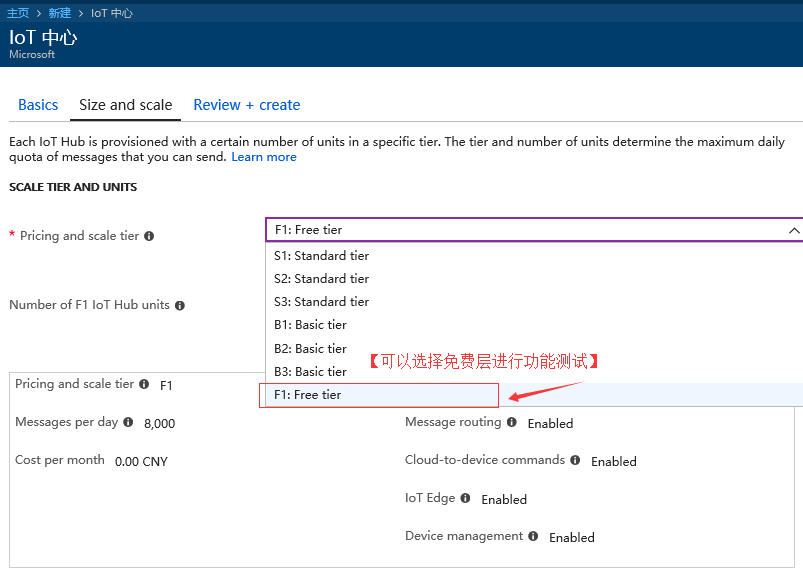 主页 > 新建 > IoT 中心
IoT 中心
Microsoft
Basics Size and scale Review + create
Each IoT Hub is provisioned with a certain number of units in a specific tier. The tier and number of units determine the maximum daily
quota of messages that you can send. Learn more
SCALE TIER AND UNITS
* Pricing and scale tier
F1: Free tier
S1: Standard tier
S2: Standard tier
S3: Standard tier
B1: Basic tier
B2: Basic tier
B3: Basic tier
F1: Free tier
【可以选择免费层进行功能测试】
Number of F1 IoT Hub units
Pricing and scale tier F1
Messages per day 8,000
Cost per month 0.00 CNY
Message routing Enabled
Cloud-to-device commands Enabled
IoT Edge Enabled
Device management Enabled